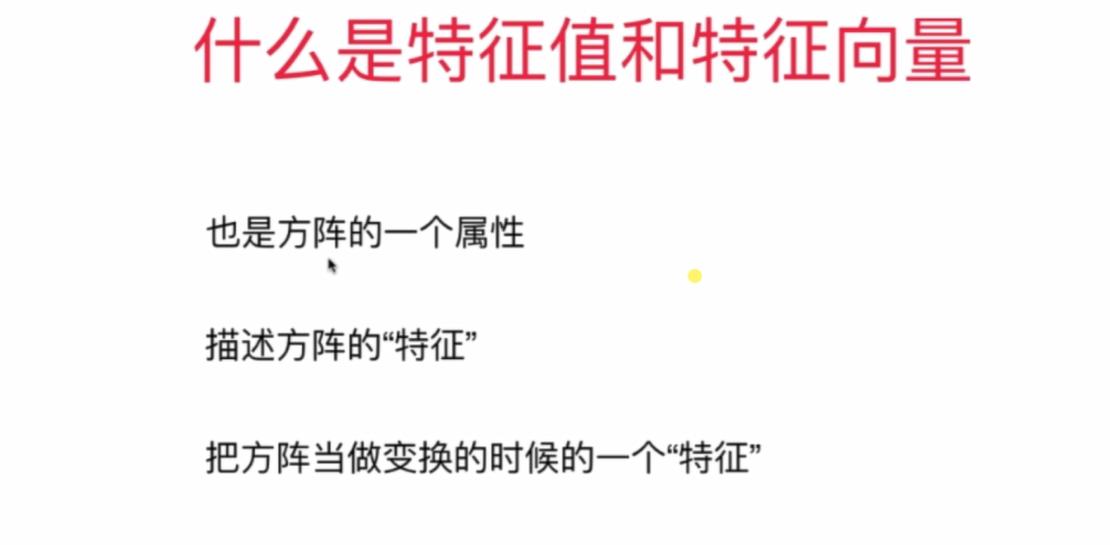 什么是特征值和特征向量
也是方阵的一个属性
描述方阵的“特征”
把方阵当做变换的时候的一个“特征”